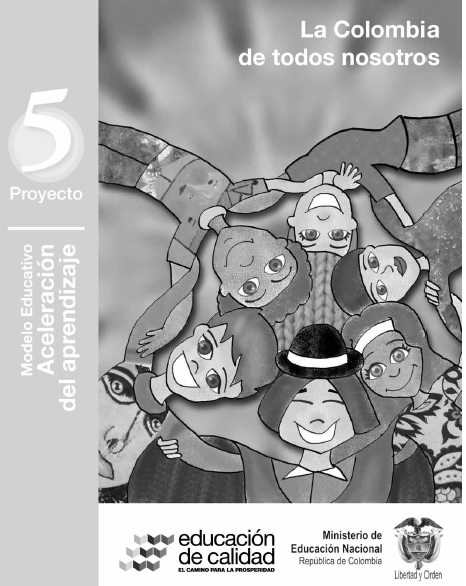 La Colombia
de todos nosotros
5
Proyecto
Modelo Educativo
Aceleración
del aprendizaje
educación
de calidad
EL CAMINO PARA LA PROSPERIDAD
Ministerio de
Educación Nacional
República de Colombia
Libertad y Orden